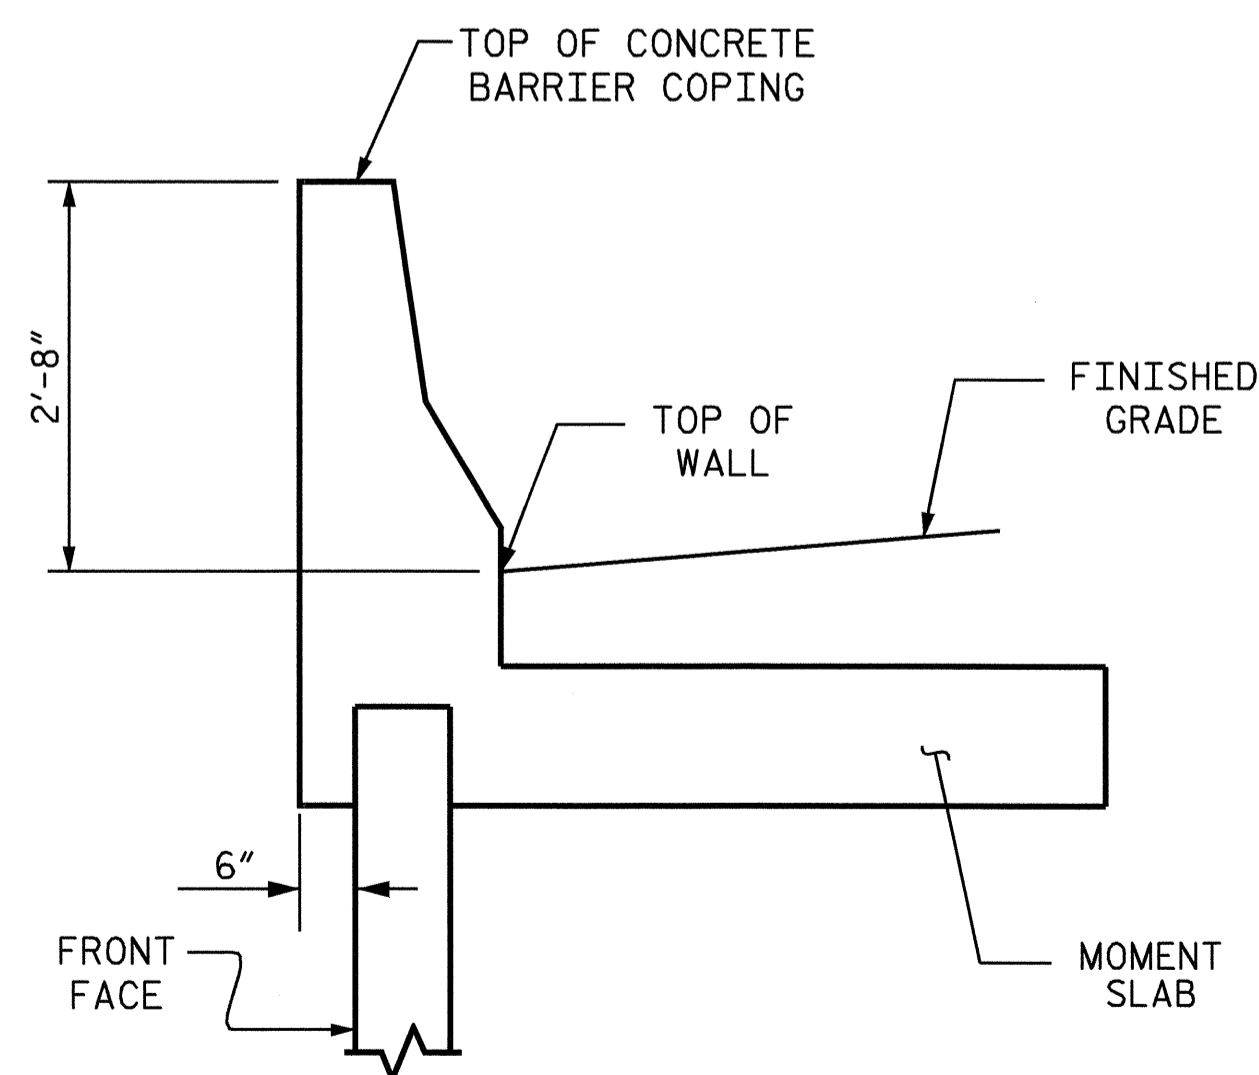 TOP OF CONCRETE
BARRIER COPING
2'-8"
FINISHED
GRADE
TOP OF
WALL
6"
FRONT
FACE
MOMENT
SLAB